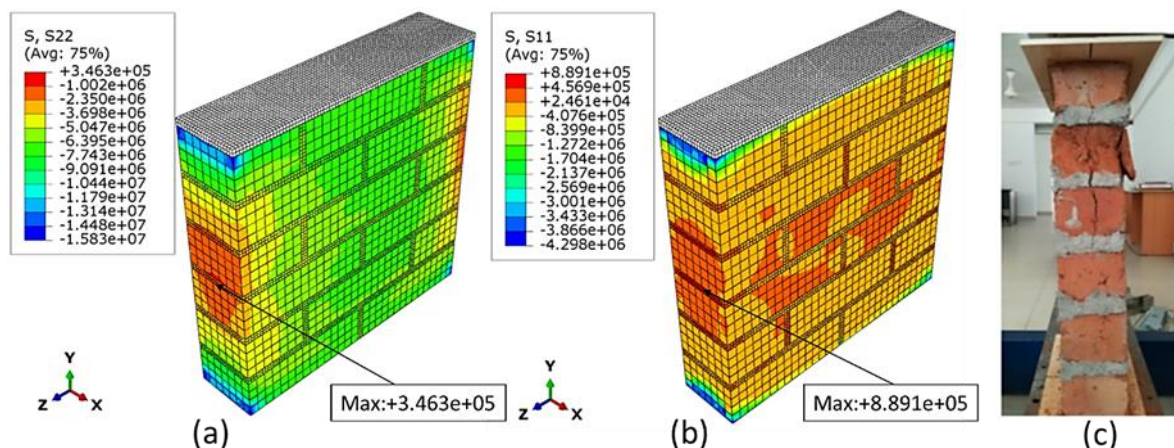 S, S22
(Avg: 75%)
+3.463e+05
-1.002e+06
-2.350e+06
-3.698e+06
-5.047e+06
-6.395e+06
-7.743e+06
-9.091e+06
-1.044e+07
-1.179e+07
-1.314e+07
-1.448e+07
-1.583e+07
Y
Z
X
Max:+3.463e+05
(a)
S, S11
(Avg: 75%)
+8.891e+05
+4.569e+05
+2.461e+04
-4.076e+05
-8.399e+05
-1.272e+06
-1.704e+06
-2.137e+06
-2.569e+06
-3.001e+06
-3.433e+06
-3.866e+06
-4.298e+06
Y
Z
X
Max:+8.891e+05
(b)
(c)